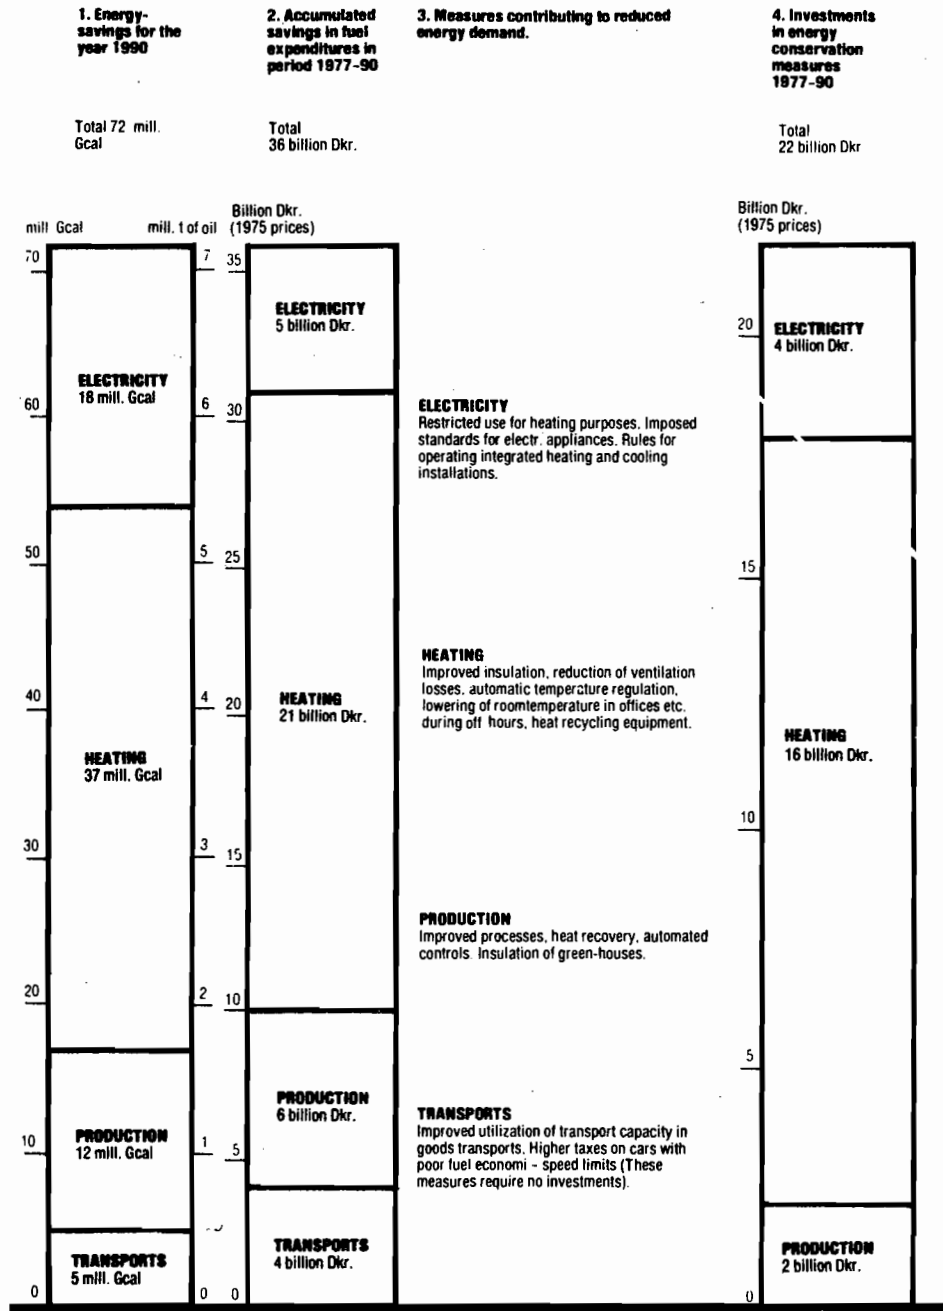 1. Energy-
savings for the
year 1990
Total 72 mill.
Gcal
2. Accumulated
savings in fuel
expenditures in
period 1977-90
Total
36 billion Dkr.
3. Measures contributing to reduced
energy demand.
4. Investments
in energy
conservation
measures
1977-90
Total
22 billion Dkr
mill Gcal
70
60
50
40
30
20
10
0
ELECTRICITY
18 mill. Gcal
HEATING
37 mill. Gcal
PRODUCTION
12 mill. Gcal
TRANSPORTS
5 mill. Gcal
mill. t of oil
7
6
5
4
3
2
1
0
Billion Dkr.
(1975 prices)
35
30
25
20
15
10
5
0
ELECTRICITY
5 billion Dkr.
HEATING
21 billion Dkr.
PRODUCTION
6 billion Dkr.
TRANSPORTS
4 billion Dkr.
ELECTRICITY
Restricted use for heating purposes. Imposed
standards for electr. appliances. Rules for
operating integrated heating and cooling
installations.
HEATING
Improved insulation, reduction of ventilation
losses, automatic temperature regulation,
lowering of roomtemperature in offices etc.
during off hours, heat recycling equipment.
PRODUCTION
Improved processes, heat recovery, automated
controls. Insulation of green-houses.
TRANSPORTS
Improved utilization of transport capacity in
goods transports. Higher taxes on cars with
poor fuel economi - speed limits (These
measures require no investments).
Billion Dkr.
(1975 prices)
20
15
10
5
0
ELECTRICITY
4 billion Dkr.
HEATING
16 billion Dkr.
PRODUCTION
2 billion Dkr.